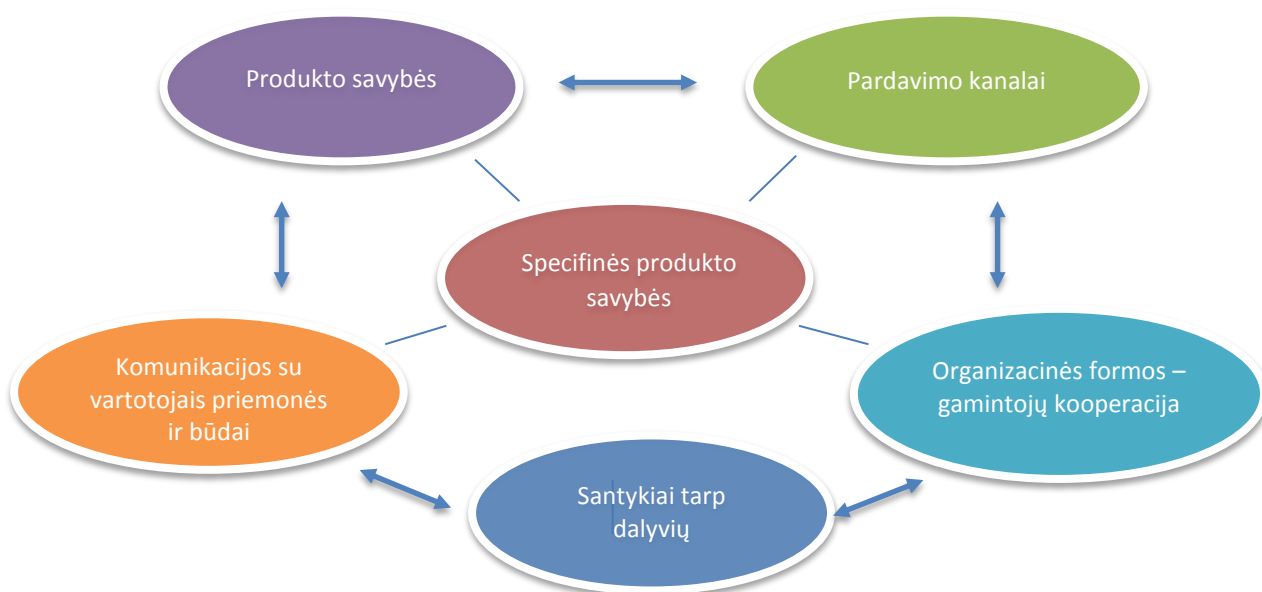 Produkto savybės
Pardavimo kanalai
Specifinės produkto
savybės
Komunikacijos su
vartotojais priemonės
ir būdai
Organizacinės formos –
gamintojų kooperacija
Santykiai tarp
dalyvių